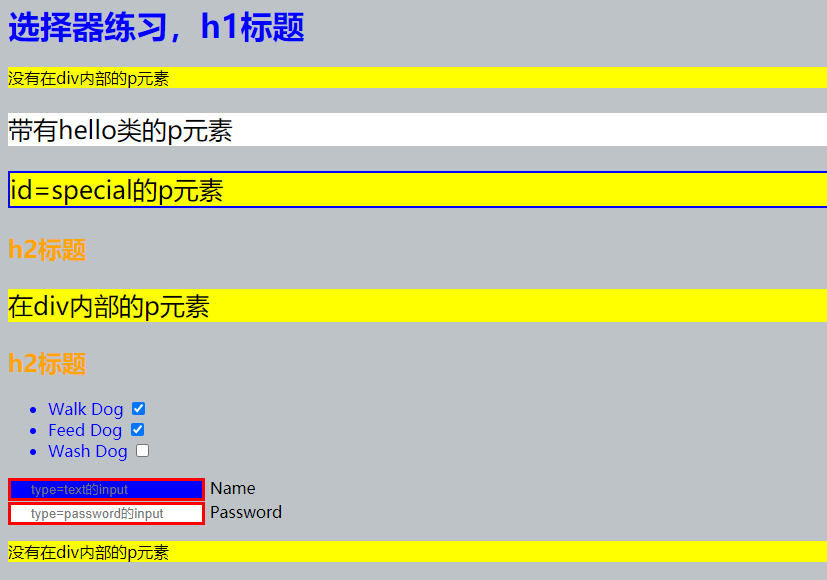 选择器练习，h1标题
没有在div内部的p元素
带有hello类的p元素
id=special的p元素
h2标题
在div内部的p元素
h2标题
Walk Dog
Feed Dog
Wash Dog
type=text的input Name
type=password的input Password
没有在div内部的p元素